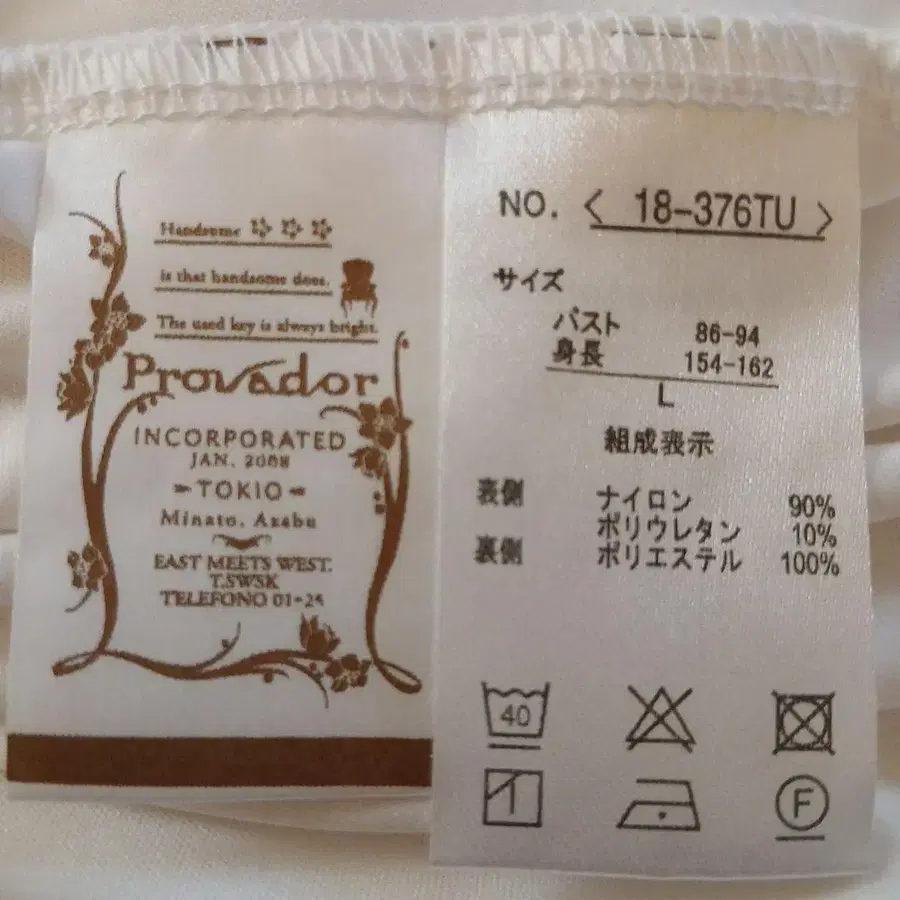 Handsome
is that handsome does.
The used key is always bright.
Provador
INCORPORATED
JAN. 2008
TOKIO
Minato, Azabu
EAST MEETS WEST.
T.SWSK
TELEFONO 01-24
NO. < 18-376TU >
サイズ
バスト 86-94
身長 154-162
L
組成表示
表側 ナイロン 90%
ポリウレタン 10%
裏側 ポリエステル 100%
40
F